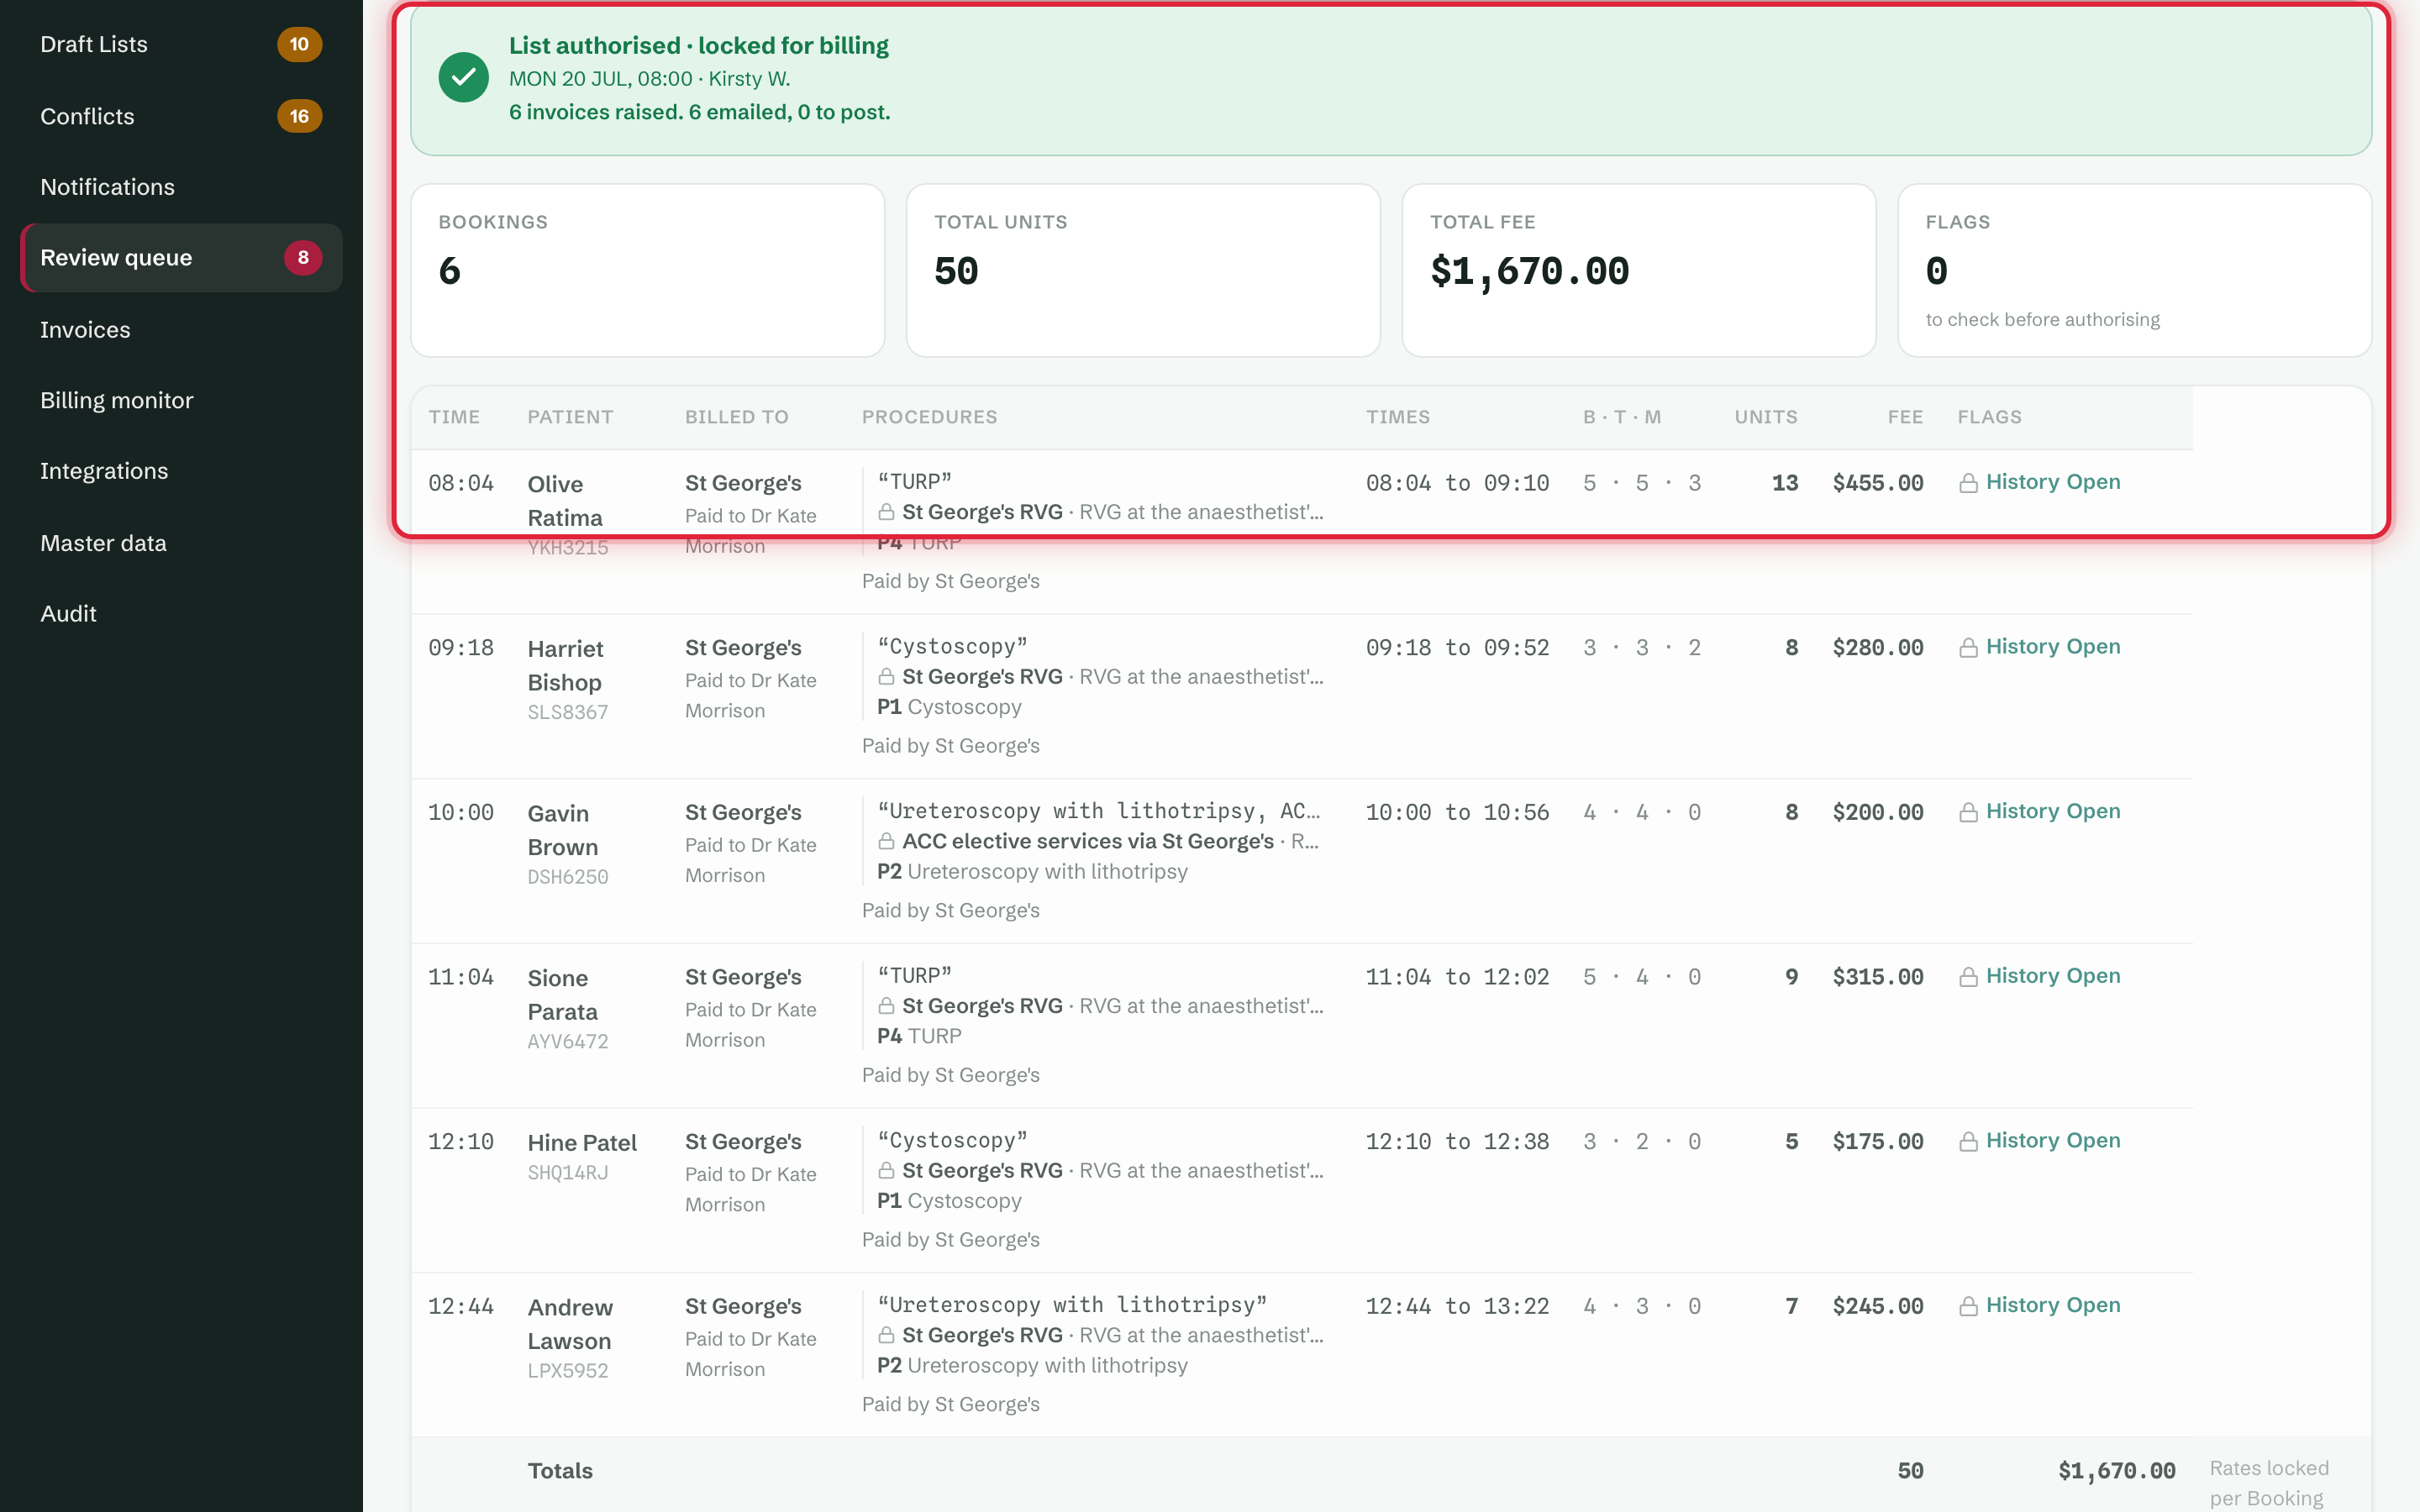 Draft Lists 10
Conflicts 16
Notifications
Review queue 8
Invoices
Billing monitor
Integrations
Master data
Audit
List authorised · locked for billing
MON 20 JUL, 08:00 · Kirsty W.
6 invoices raised. 6 emailed, 0 to post.
BOOKINGS
6
TOTAL UNITS
50
TOTAL FEE
$1,670.00
FLAGS
0
to check before authorising
TIME PATIENT BILLED TO PROCEDURES TIMES B · T · M UNITS FEE FLAGS
08:04 Olive St George's “TURP” 08:04 to 09:10 5 · 5 · 3 13 $455.00 History Open
Ratima Paid to Dr Kate St George's RVG · RVG at the anaesthetist'...
YKH3215 Morrison P4 TURP
Paid by St George's
09:18 Harriet St George's “Cystoscopy” 09:18 to 09:52 3 · 3 · 2 8 $280.00 History Open
Bishop Paid to Dr Kate St George's RVG · RVG at the anaesthetist'...
SLS8367 Morrison P1 Cystoscopy
Paid by St George's
10:00 Gavin St George's “Ureteroscopy with lithotripsy, AC... 10:00 to 10:56 4 · 4 · 0 8 $200.00 History Open
Brown Paid to Dr Kate ACC elective services via St George's · R...
DSH6250 Morrison P2 Ureteroscopy with lithotripsy
Paid by St George's
11:04 Sione St George's “TURP” 11:04 to 12:02 5 · 4 · 0 9 $315.00 History Open
Parata Paid to Dr Kate St George's RVG · RVG at the anaesthetist'...
AYV6472 Morrison P4 TURP
Paid by St George's
12:10 Hine Patel St George's “Cystoscopy” 12:10 to 12:38 3 · 2 · 0 5 $175.00 History Open
SHQ14RJ Paid to Dr Kate St George's RVG · RVG at the anaesthetist'...
Morrison P1 Cystoscopy
Paid by St George's
12:44 Andrew St George's “Ureteroscopy with lithotripsy” 12:44 to 13:22 4 · 3 · 0 7 $245.00 History Open
Lawson Paid to Dr Kate St George's RVG · RVG at the anaesthetist'...
LPX5952 Morrison P2 Ureteroscopy with lithotripsy
Paid by St George's
Totals 50 $1,670.00 Rates locked
per Booking